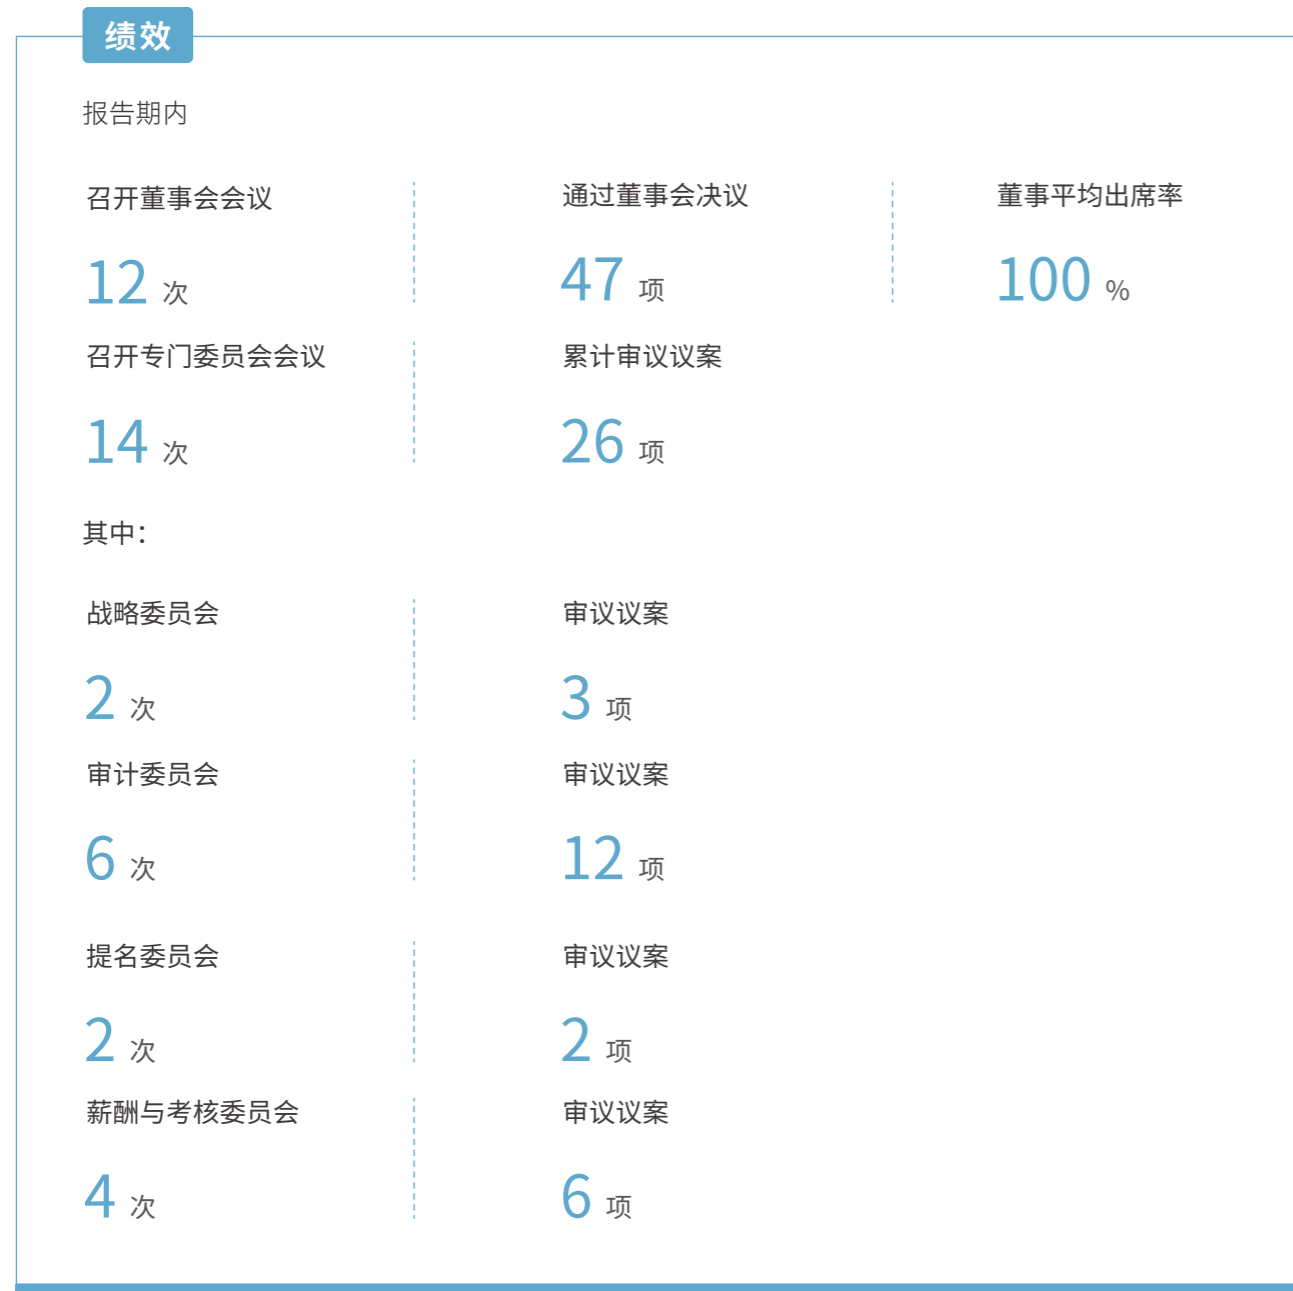 绩效
报告期内
召开董事会会议 通过董事会决议 董事平均出席率
12 次 47 项 100 %
召开专门委员会会议 累计审议议案
14 次 26 项
其中：
战略委员会 审议议案
2 次 3 项
审计委员会 审议议案
6 次 12 项
提名委员会 审议议案
2 次 2 项
薪酬与考核委员会 审议议案
4 次 6 项